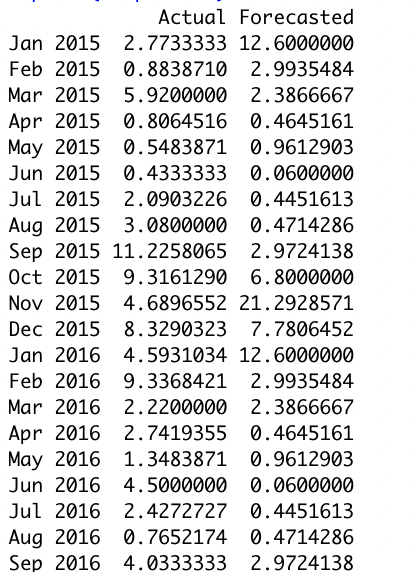 Actual Forecasted
Jan 2015 2.7733333 12.6000000
Feb 2015 0.8838710 2.9935484
Mar 2015 5.9200000 2.3866667
Apr 2015 0.8064516 0.4645161
May 2015 0.5483871 0.9612903
Jun 2015 0.4333333 0.0600000
Jul 2015 2.0903226 0.4451613
Aug 2015 3.0800000 0.4714286
Sep 2015 11.2258065 2.9724138
Oct 2015 9.3161290 6.8000000
Nov 2015 4.6896552 21.2928571
Dec 2015 8.3290323 7.7806452
Jan 2016 4.5931034 12.6000000
Feb 2016 9.3368421 2.9935484
Mar 2016 2.2200000 2.3866667
Apr 2016 2.7419355 0.4645161
May 2016 1.3483871 0.9612903
Jun 2016 4.5000000 0.0600000
Jul 2016 2.4272727 0.4451613
Aug 2016 0.7652174 0.4714286
Sep 2016 4.0333333 2.9724138